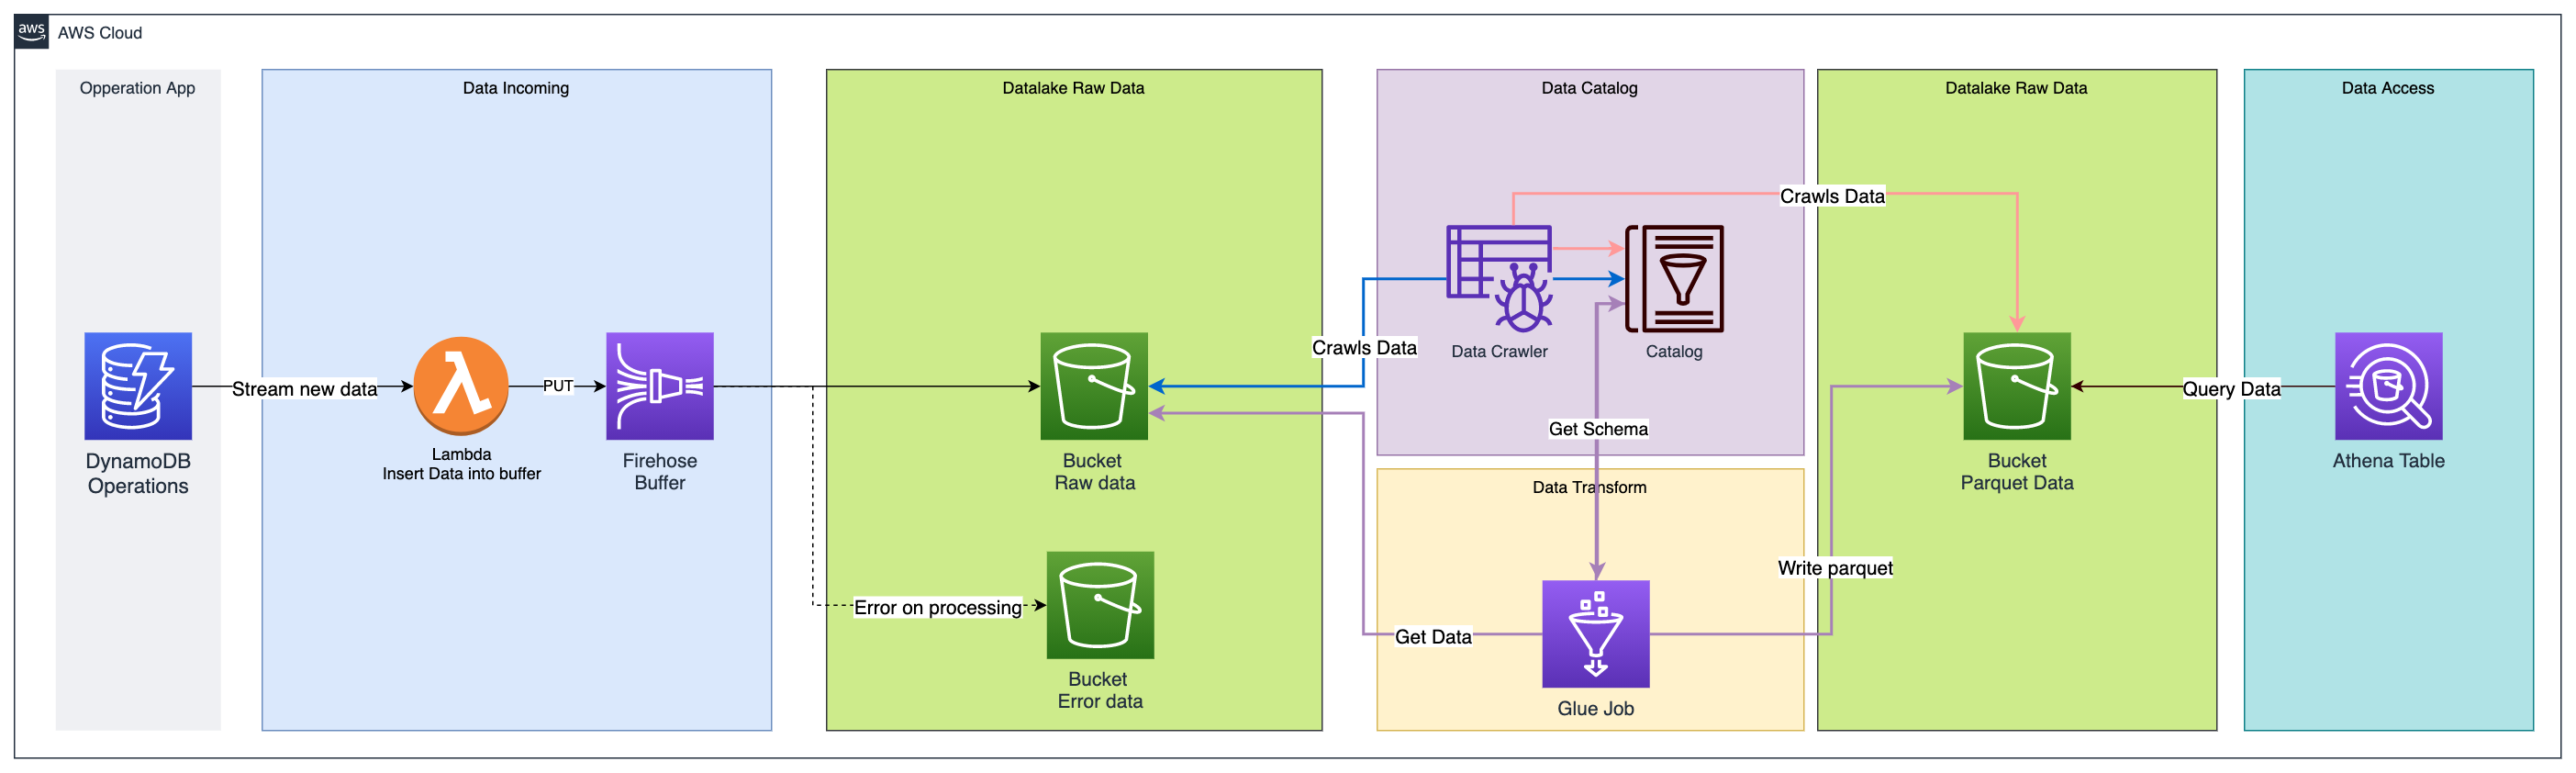 aws
AWS Cloud
Opperation App
Data Incoming
Datalake Raw Data
Data Catalog
Datalake Raw Data
Data Access
Crawls Data
Crawls Data
Data Crawler
Catalog
Stream new data
PUT
Query Data
Lambda
Insert Data into buffer
DynamoDB
Operations
Firehose
Buffer
Bucket
Raw data
Get Schema
Bucket
Parquet Data
Athena Table
Data Transform
Write parquet
Error on processing
Get Data
Bucket
Error data
Glue Job